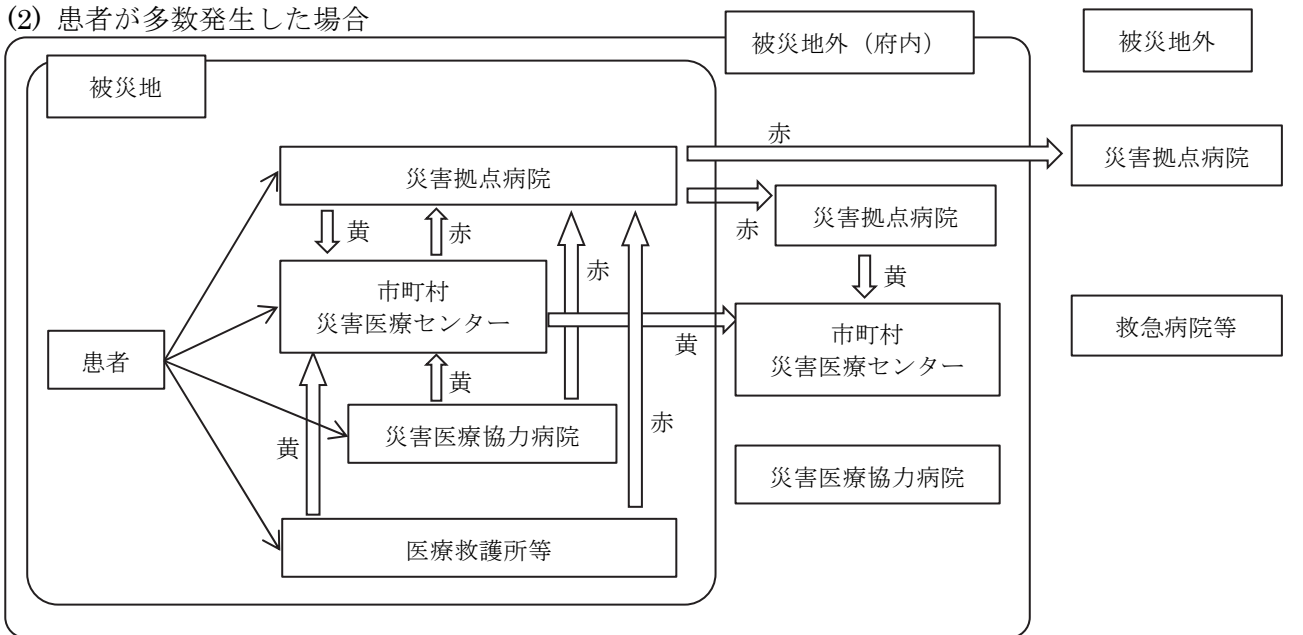 (2) 患者が多数発生した場合
被災地外（府内）
被災地外
被災地
赤
災害拠点病院
災害拠点病院
赤
災害拠点病院
黄
赤
赤
黄
市町村
災害医療センター
黄
市町村
災害医療センター
救急病院等
患者
黄
災害医療協力病院
赤
黄
災害医療協力病院
医療救護所等